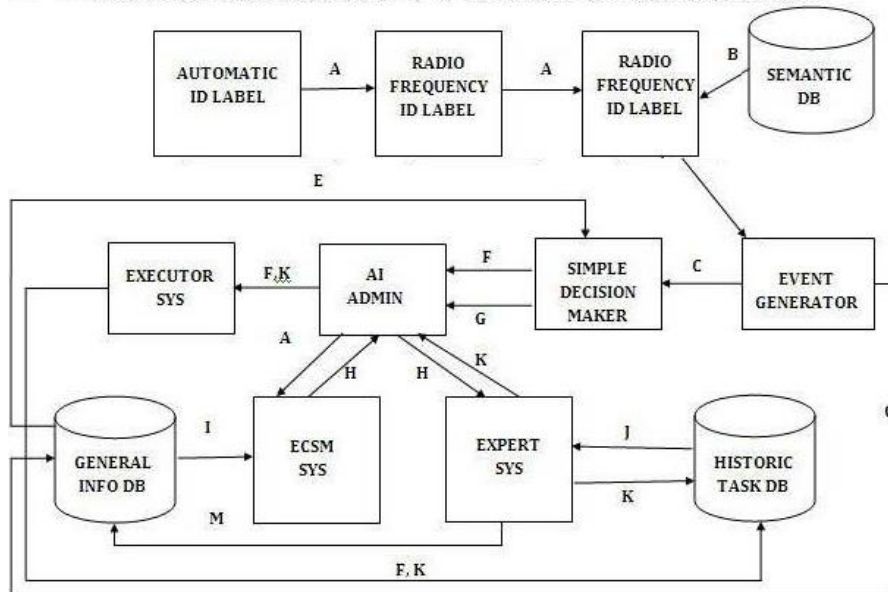 AUTOMATIC
ID LABEL
A
RADIO
FREQUENCY
ID LABEL
A
RADIO
FREQUENCY
ID LABEL
B
SEMANTIC
DB
E
EXECUTOR
SYS
F,K
AI
ADMIN
F
G
SIMPLE
DECISION
MAKER
C
EVENT
GENERATOR
A
H
H
K
GENERAL
INFO DB
I
ECSM
SYS
EXPERT
SYS
J
K
HISTORIC
TASK DB
M
F, K